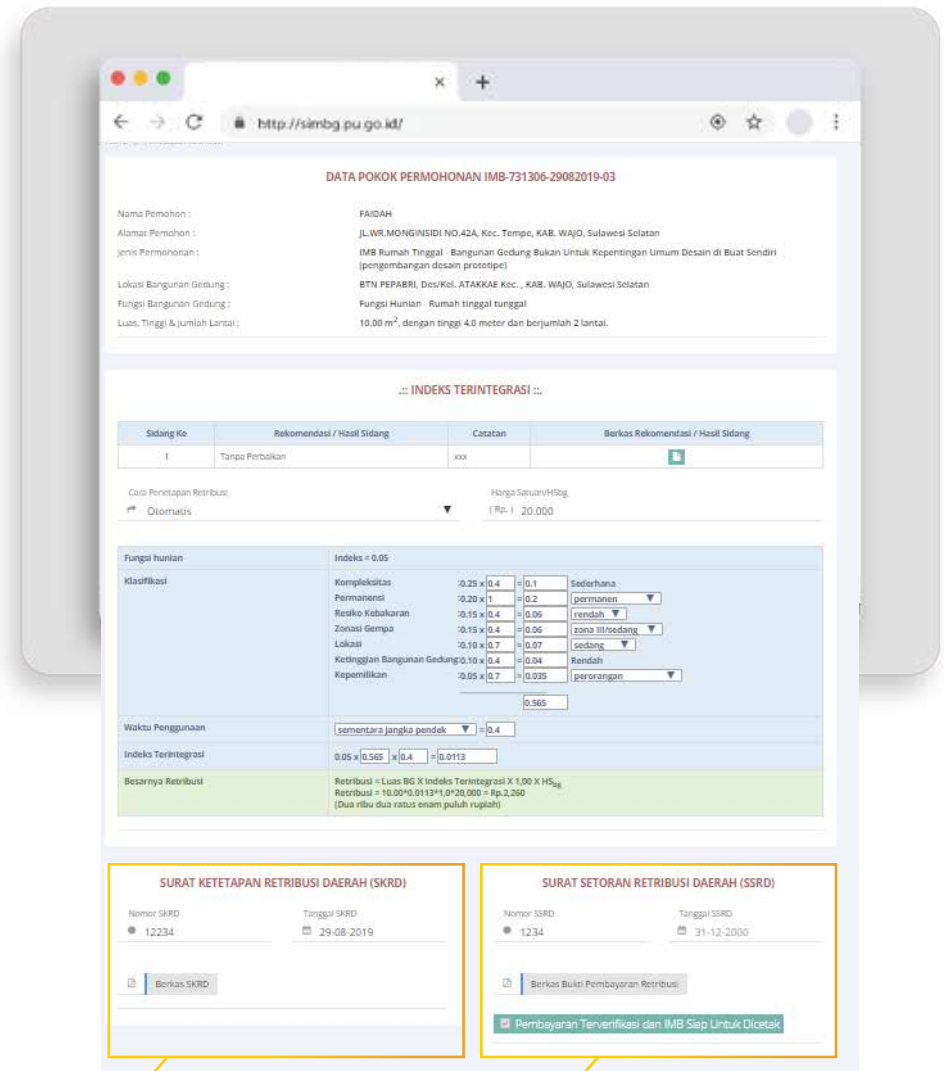 http://simbg.pu.go.id/
DATA POKOK PERMOHONAN IMB-731306-29082019-03
Nama Pemohon : FAIDAH
Alamat Pemohon : JL.WR.MONGINSIDI NO.42A, Kec. Tempe, KAB. WAJO, Sulawesi Selatan
Jenis Permohonan : IMB Rumah Tinggal - Bangunan Gedung Bukan Untuk Kepentingan Umum Desain di Buat Sendiri
(pengembangan desain prototipe)
Lokasi Bangunan Gedung : BTN PEPABRI, Des/Kel. ATAKKAE Kec. , KAB. WAJO, Sulawesi Selatan
Fungsi Bangunan Gedung : Fungsi Hunian - Rumah tinggal tunggal
Luas, Tinggi & Jumlah Lantai : 10.00 m², dengan tinggi 4.0 meter dan berjumlah 2 lantai.
.:: INDEKS TERINTEGRASI ::.
Sidang Ke Rekomendasi / Hasil Sidang Catatan Berkas Rekomendasi / Hasil Sidang
1 Tanpa Perbaikan xxx
Cara Penetapan Retribusi Harga Satuan/HSbg
Otomatis (Rp. ) 20.000
Fungsi hunian Indeks = 0.05
Klasifikasi Kompleksitas :0.25 x 0.4 = 0.1 Sederhana
Permanensi :0.20 x 1 = 0.2 permanen
Resiko Kebakaran :0.15 x 0.4 = 0.06 rendah
Zonasi Gempa :0.15 x 0.4 = 0.06 zona III/sedang
Lokasi :0.10 x 0.7 = 0.07 sedang
Ketinggian Bangunan Gedung:0.10 x 0.4 = 0.04 Rendah
Kepemilikan :0.05 x 0.7 = 0.035 perorangan
0.565
Waktu Penggunaan sementara jangka pendek = 0.4
Indeks Terintegrasi 0.05 x 0.565 x 0.4 = 0.0113
Besarnya Retribusi Retribusi = Luas BG X Indeks Terintegrasi X 1,00 X HSbg
Retribusi = 10.00*0.0113*1,0*20,000 = Rp.2,260
(Dua ribu dua ratus enam puluh rupiah)
SURAT KETETAPAN RETRIBUSI DAERAH (SKRD)
Nomor SKRD Tanggal SKRD
12234 29-08-2019
Berkas SKRD
SURAT SETORAN RETRIBUSI DAERAH (SSRD)
Nomor SSRD Tanggal SSRD
1234 31-12-2000
Berkas Bukti Pembayaran Retribusi
Pembayaran Terverifikasi dan IMB Siap Untuk Dicetak